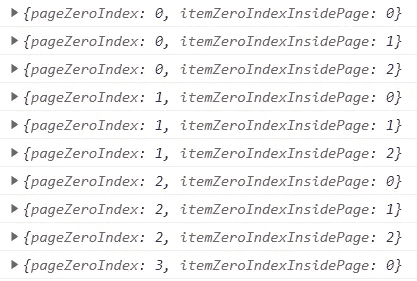 {pageZeroIndex: 0, itemZeroIndexInsidePage: 0}
{pageZeroIndex: 0, itemZeroIndexInsidePage: 1}
{pageZeroIndex: 0, itemZeroIndexInsidePage: 2}
{pageZeroIndex: 1, itemZeroIndexInsidePage: 0}
{pageZeroIndex: 1, itemZeroIndexInsidePage: 1}
{pageZeroIndex: 1, itemZeroIndexInsidePage: 2}
{pageZeroIndex: 2, itemZeroIndexInsidePage: 0}
{pageZeroIndex: 2, itemZeroIndexInsidePage: 1}
{pageZeroIndex: 2, itemZeroIndexInsidePage: 2}
{pageZeroIndex: 3, itemZeroIndexInsidePage: 0}